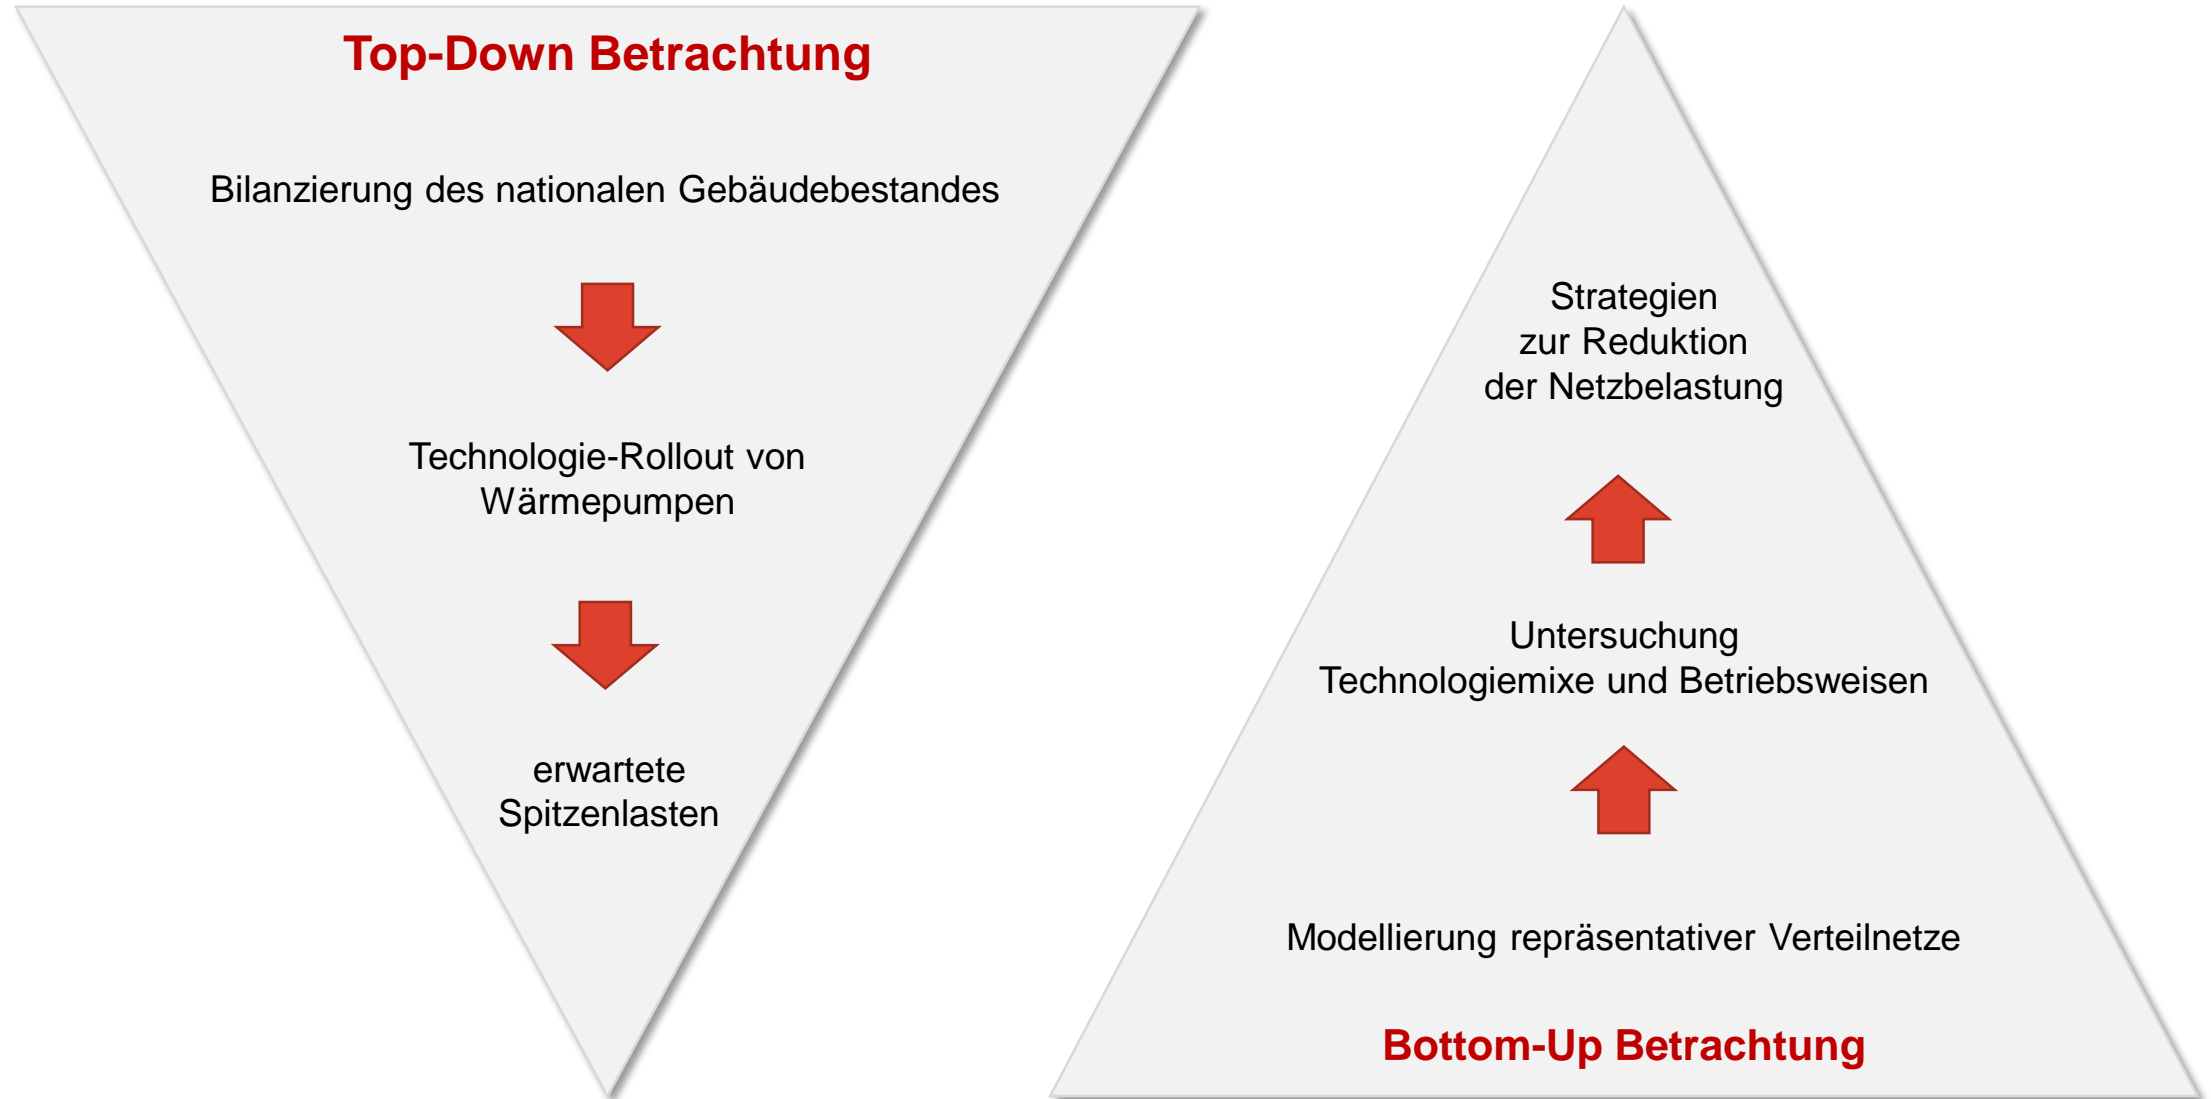 Top-Down Betrachtung
Bilanzierung des nationalen Gebäudebestandes
Technologie-Rollout von
Wärmepumpen
erwartete
Spitzenlasten
Strategien
zur Reduktion
der Netzbelastung
Untersuchung
Technologiemixe und Betriebsweisen
Modellierung repräsentativer Verteilnetze
Bottom-Up Betrachtung